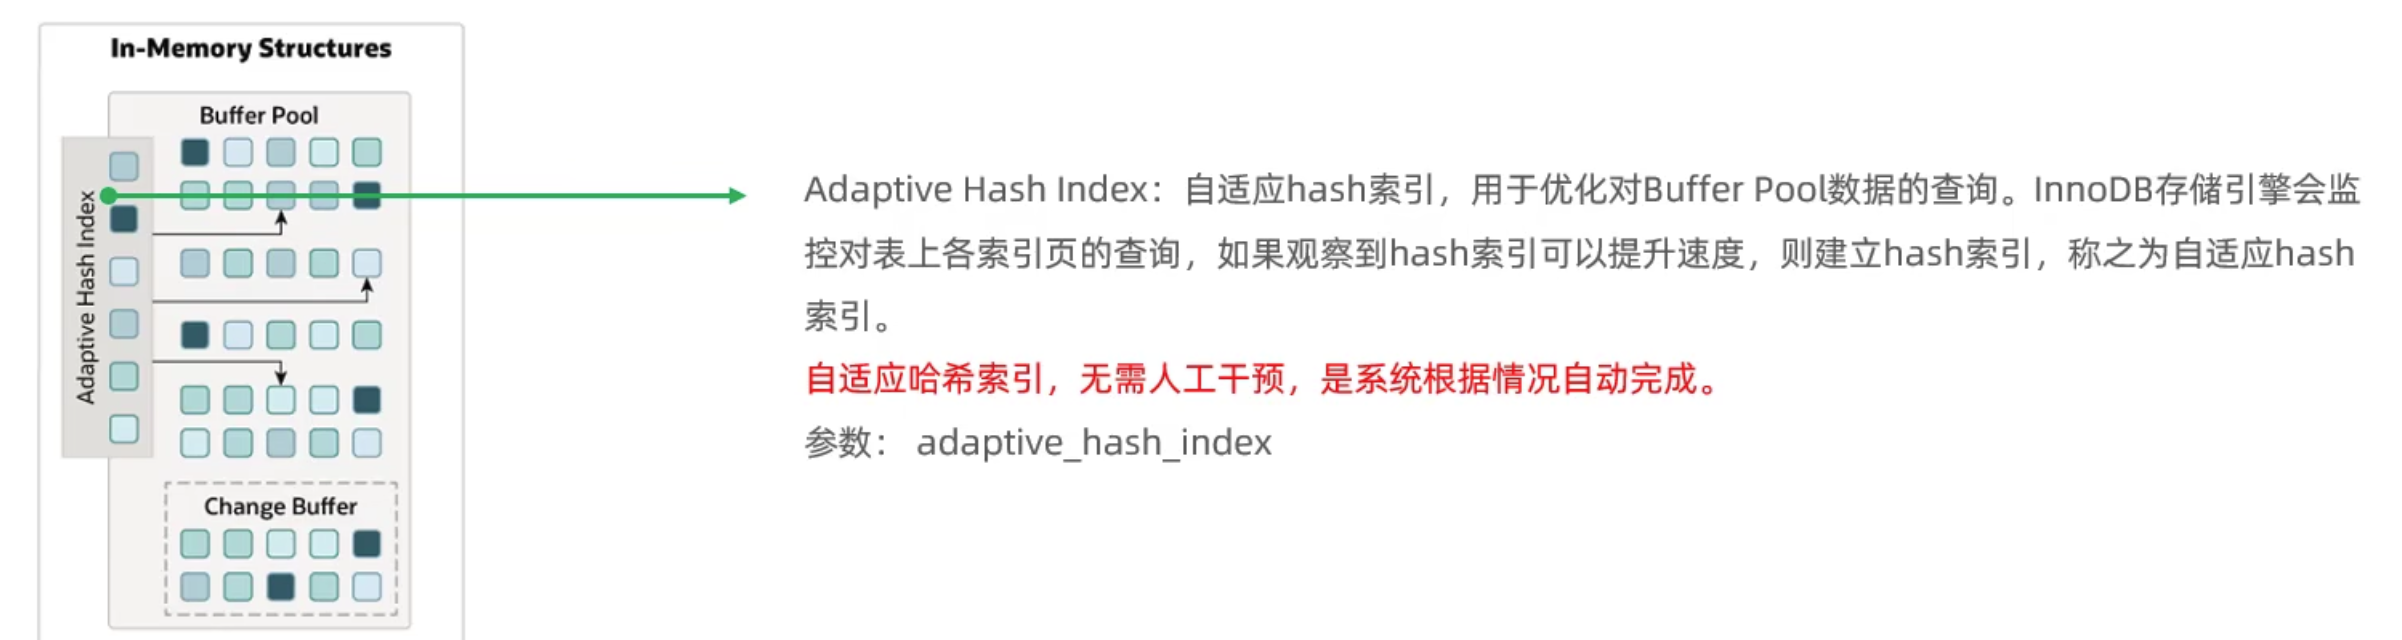 In-Memory Structures
Buffer Pool
Adaptive Hash Index
Change Buffer
Adaptive Hash Index：自适应hash索引，用于优化对Buffer Pool数据的查询。InnoDB存储引擎会监
控对表上各索引页的查询，如果观察到hash索引可以提升速度，则建立hash索引，称之为自适应hash
索引。
自适应哈希索引，无需人工干预，是系统根据情况自动完成。
参数： adaptive_hash_index